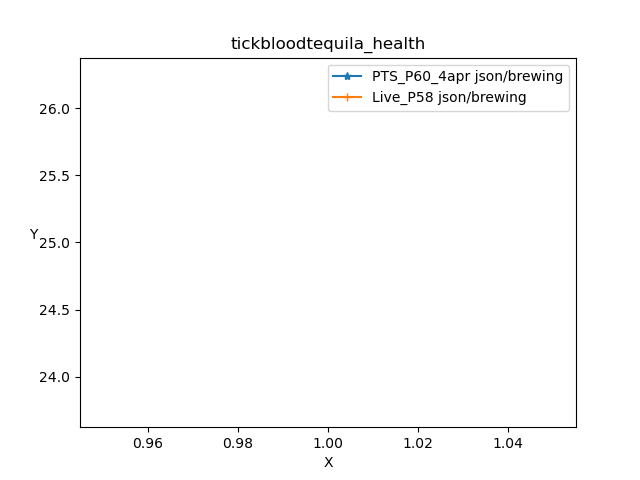 tickbloodtequila_health
PTS_P60_4apr json/brewing
Live_P58 json/brewing
26.0
25.5
Y
25.0
24.5
24.0
0.96 0.98 1.00 1.02 1.04
X